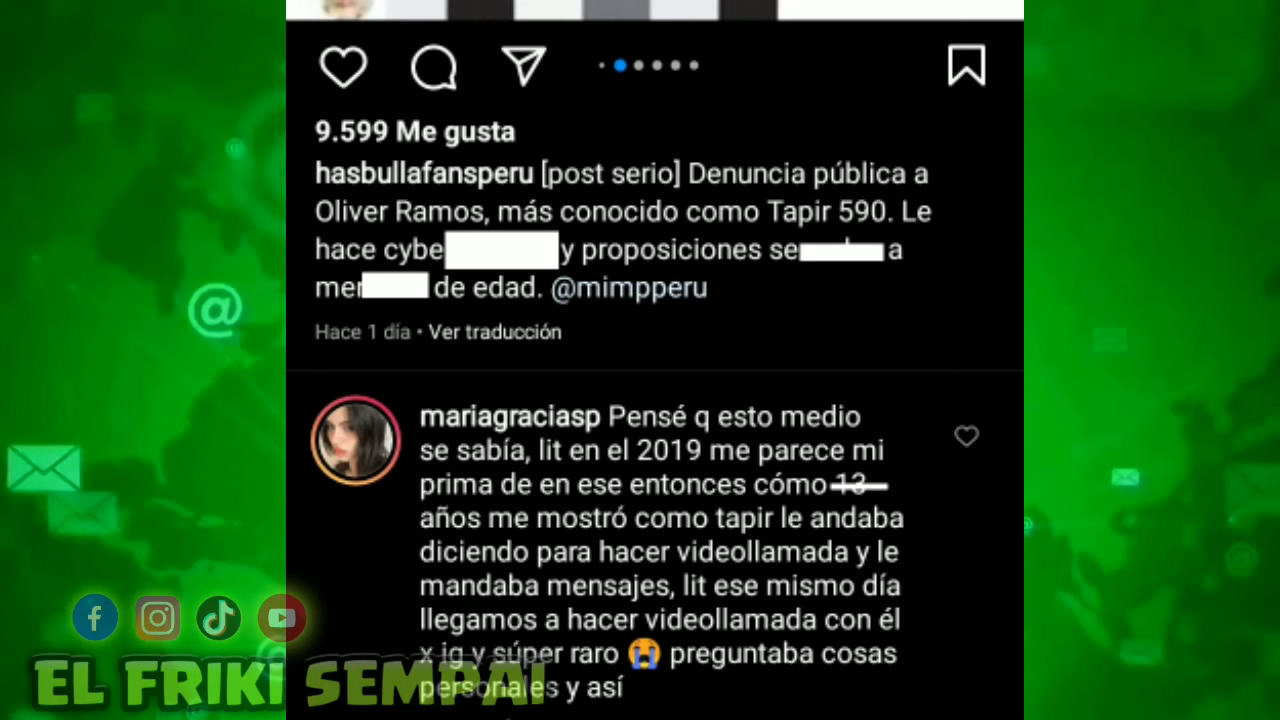 9.599 Me gusta
hasbullafansperu [post serio] Denuncia pública a
Oliver Ramos, más conocido como Tapir 590. Le
hace cybe y proposiciones se a
me de edad. @mimpperu
Hace 1 día • Ver traducción
mariagraciasp Pensé q esto medio
se sabía, lit en el 2019 me parece mi
prima de en ese entonces cómo 13
años me mostró como tapir le andaba
diciendo para hacer videollamada y le
mandaba mensajes, lit ese mismo día
llegamos a hacer videollamada con él
x ig y súper raro 😭 preguntaba cosas
personales y así
EL FRIKI SEMPAI